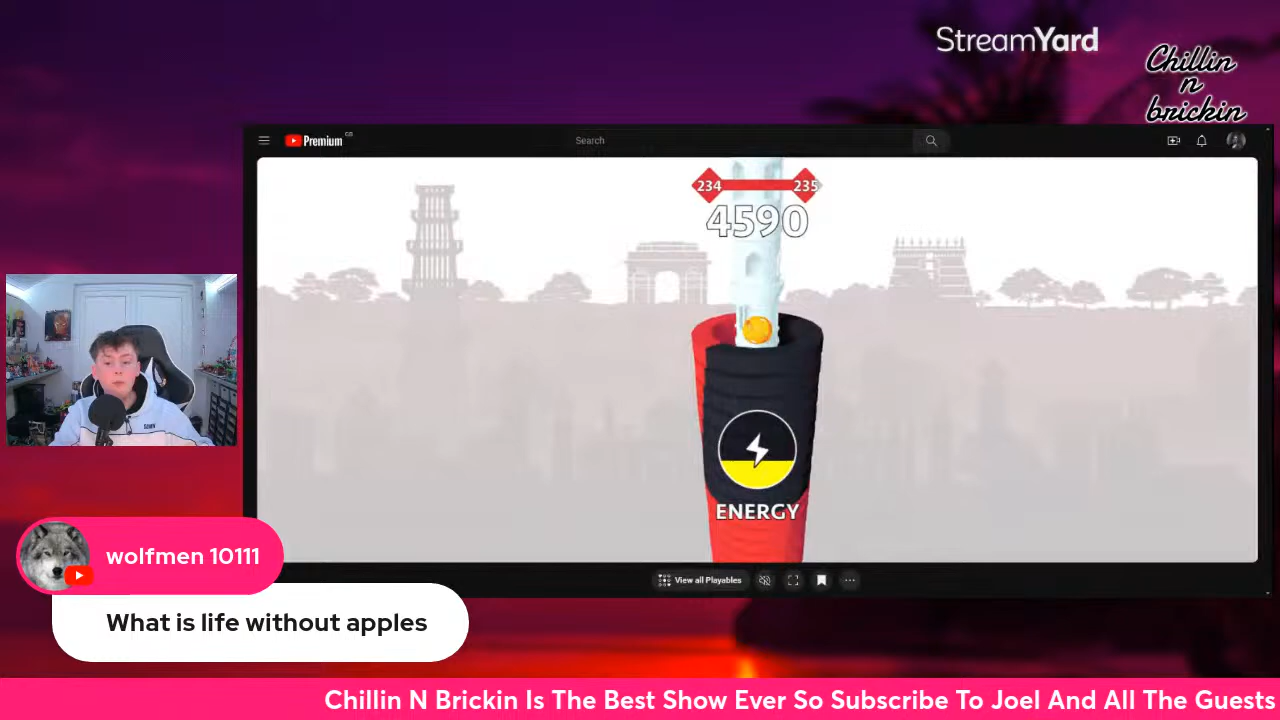 StreamYard
Chillin
n
brickin
Premium
Search
234
235
4590
ENERGY
View all Playables
wolfmen 10111
What is life without apples
Chillin N Brickin Is The Best Show Ever So Subscribe To Joel And All The Guests